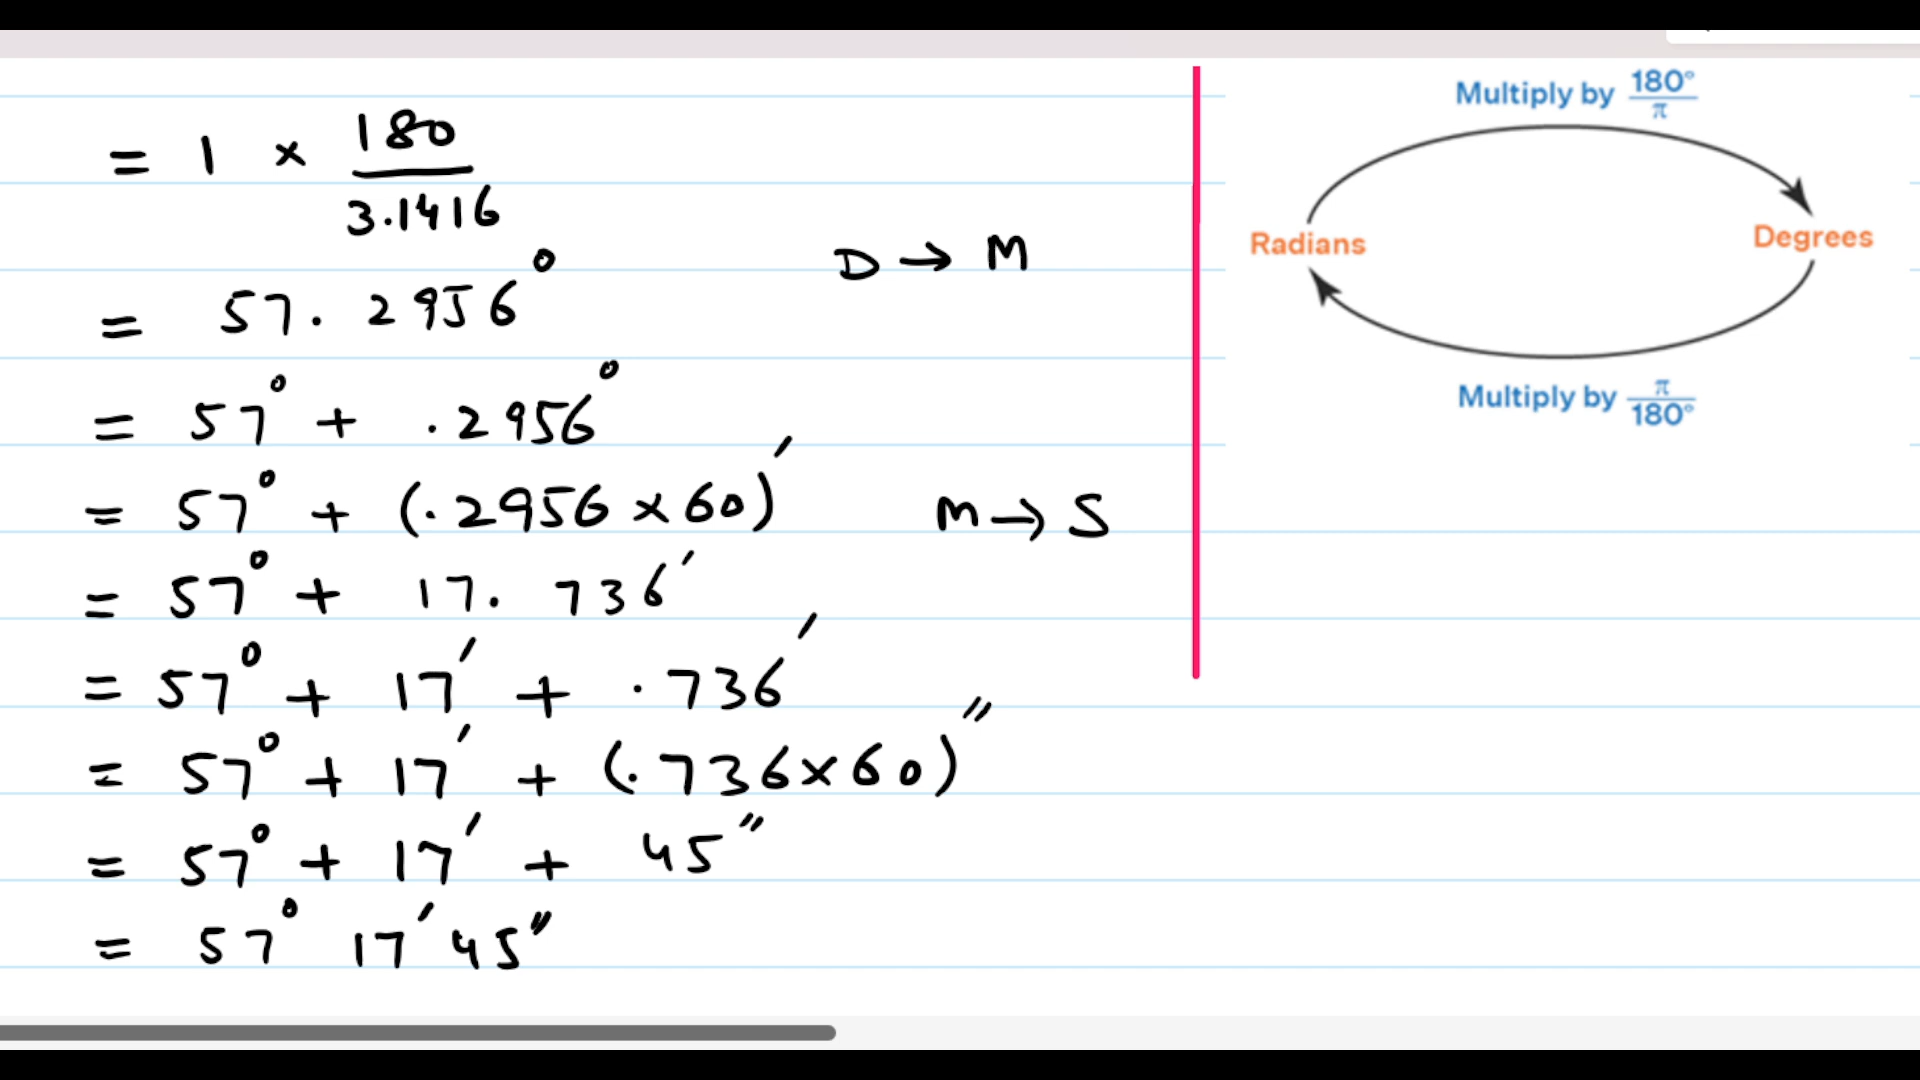 = 1 × 180/3.1416
= 57.2956°
D → M
= 57° + .2956°
= 57° + (.2956 × 60)′
M → S
= 57° + 17.736′
= 57° + 17′ + .736′
= 57° + 17′ + (.736×60)″
= 57° + 17′ + 45″
= 57° 17′ 45″
Multiply by 180°/π
Radians
Degrees
Multiply by π/180°